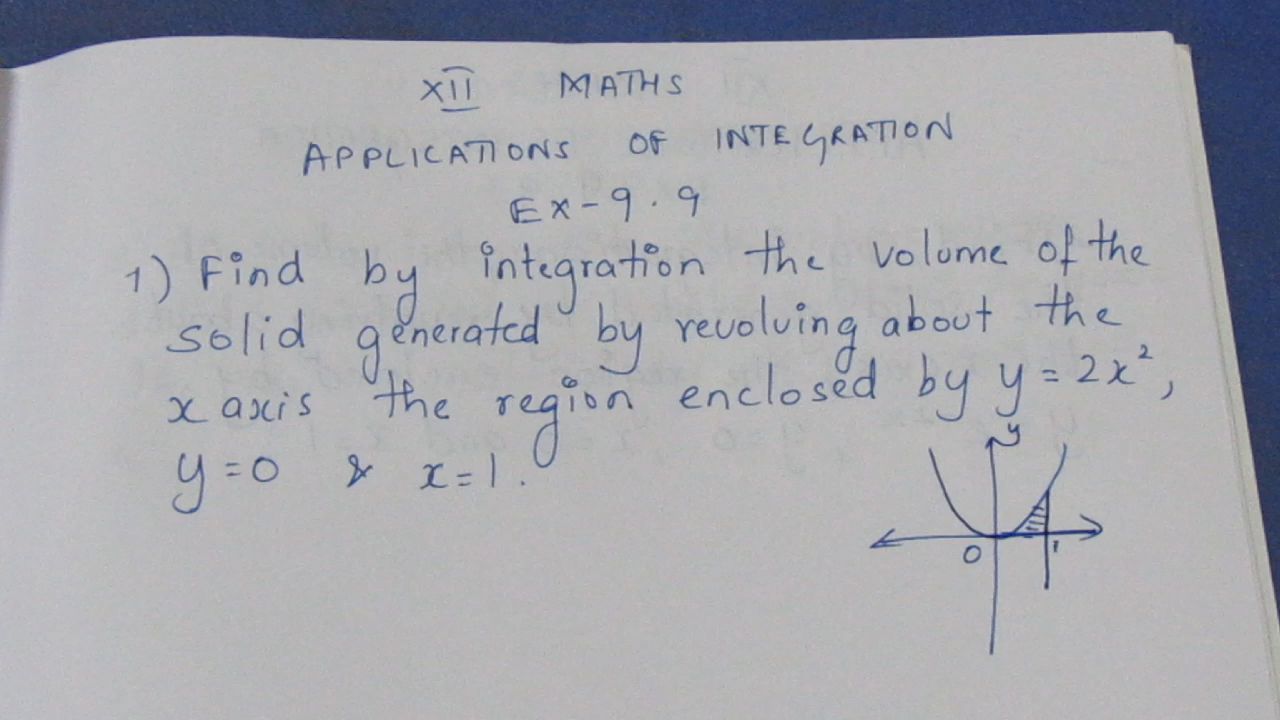 XII MATHS
APPLICATIONS OF INTEGRATION
Ex-9.9
1) Find by integration the volume of the
solid generated by revolving about the
x axis the region enclosed by y = 2x²,
y = 0 & x = 1.
y
0 1